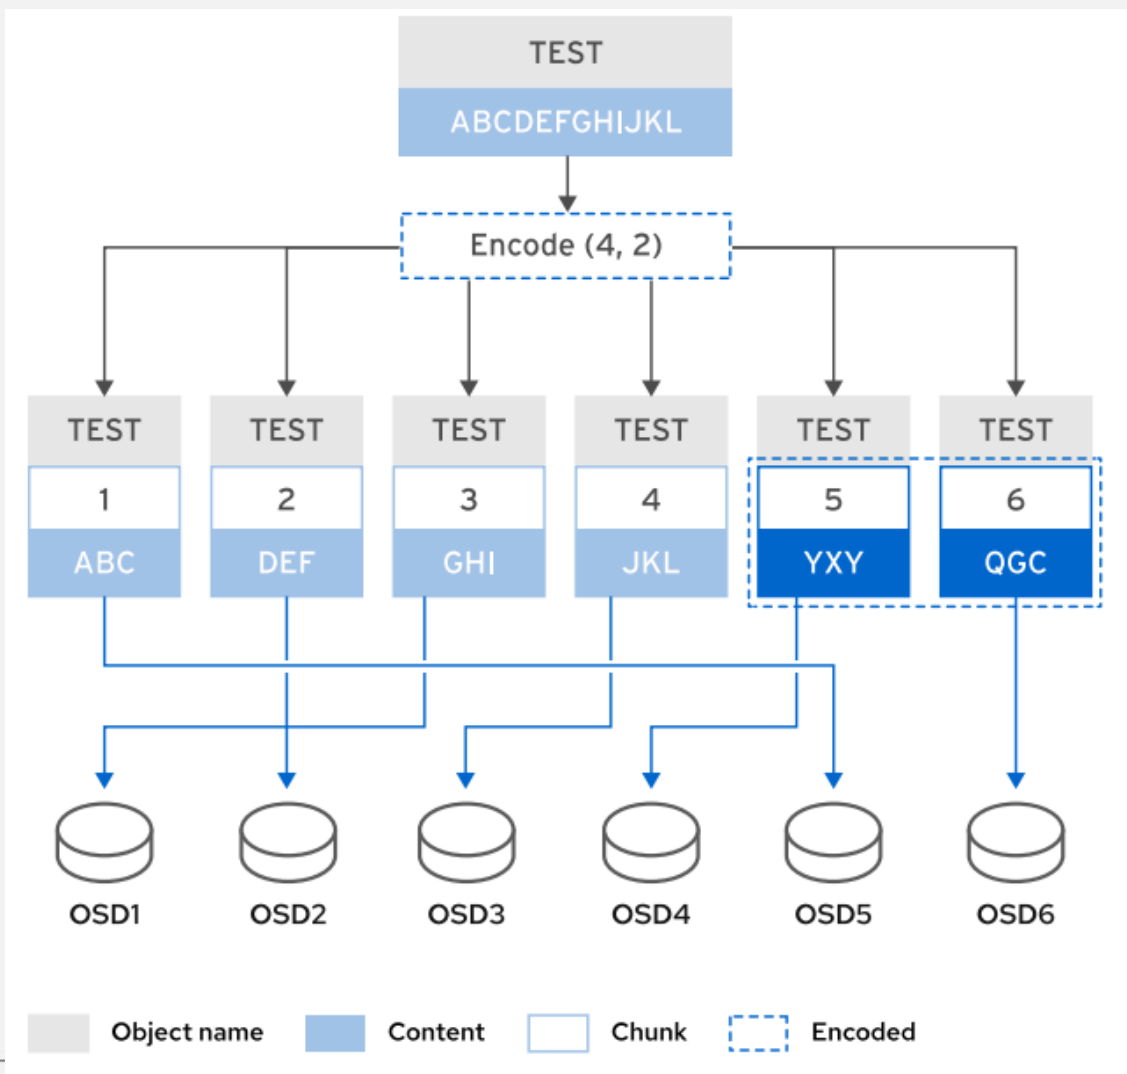 TEST
ABCDEFGHIJKL
Encode (4, 2)
TEST TEST TEST TEST TEST TEST
1 2 3 4 5 6
ABC DEF GHI JKL YXY QGC
OSD1 OSD2 OSD3 OSD4 OSD5 OSD6
Object name Content Chunk Encoded